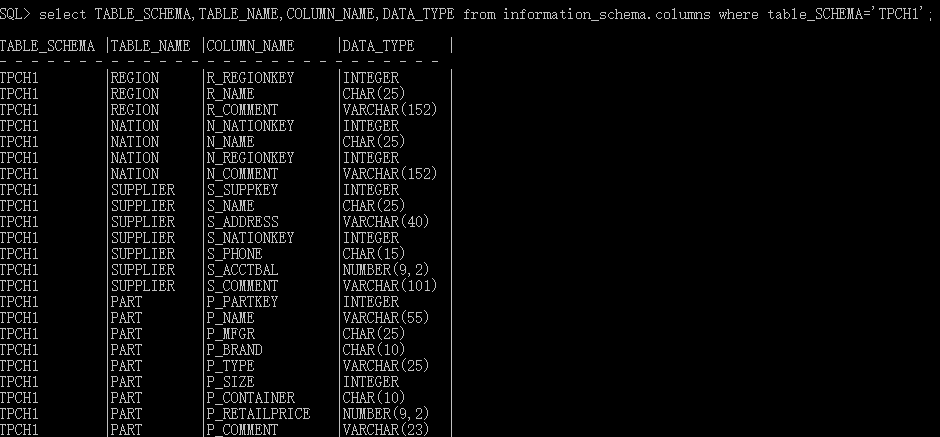 SQL> select TABLE_SCHEMA,TABLE_NAME,COLUMN_NAME,DATA_TYPE from information_schema.columns where table_SCHEMA='TPCH1';
TABLE_SCHEMA |TABLE_NAME |COLUMN_NAME |DATA_TYPE |
- - - - - - - - - - - - - - - - - - - - - - - - - - - -
TPCH1 |REGION |R_REGIONKEY |INTEGER
TPCH1 |REGION |R_NAME |CHAR(25)
TPCH1 |REGION |R_COMMENT |VARCHAR(152)
TPCH1 |NATION |N_NATIONKEY |INTEGER
TPCH1 |NATION |N_NAME |CHAR(25)
TPCH1 |NATION |N_REGIONKEY |INTEGER
TPCH1 |NATION |N_COMMENT |VARCHAR(152)
TPCH1 |SUPPLIER |S_SUPPKEY |INTEGER
TPCH1 |SUPPLIER |S_NAME |CHAR(25)
TPCH1 |SUPPLIER |S_ADDRESS |VARCHAR(40)
TPCH1 |SUPPLIER |S_NATIONKEY |INTEGER
TPCH1 |SUPPLIER |S_PHONE |CHAR(15)
TPCH1 |SUPPLIER |S_ACCTBAL |NUMBER(9,2)
TPCH1 |SUPPLIER |S_COMMENT |VARCHAR(101)
TPCH1 |PART |P_PARTKEY |INTEGER
TPCH1 |PART |P_NAME |VARCHAR(55)
TPCH1 |PART |P_MFGR |CHAR(25)
TPCH1 |PART |P_BRAND |CHAR(10)
TPCH1 |PART |P_TYPE |VARCHAR(25)
TPCH1 |PART |P_SIZE |INTEGER
TPCH1 |PART |P_CONTAINER |CHAR(10)
TPCH1 |PART |P_RETAILPRICE |NUMBER(9,2)
TPCH1 |PART |P_COMMENT |VARCHAR(23)